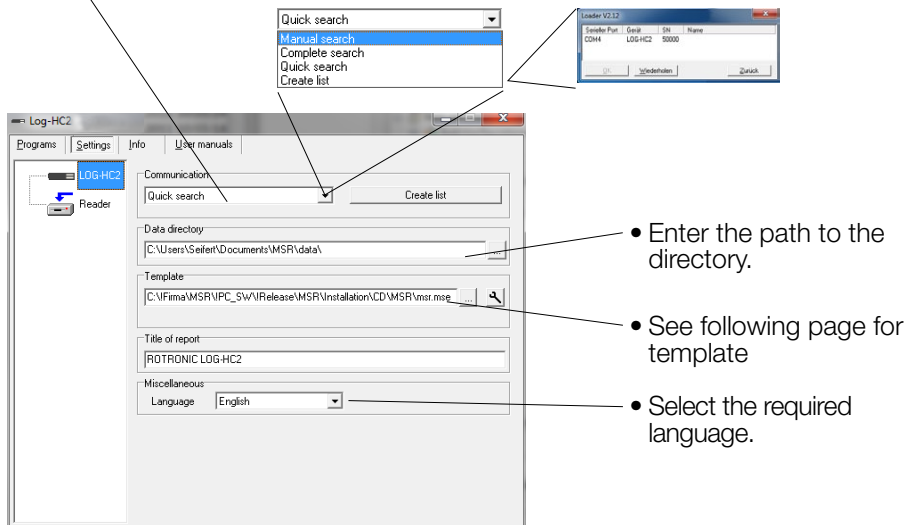 Quick search
Manual search
Complete search
Quick search
Create list
Loader V2.12
Serieller Port Gerät SN Name
COM4 LOG-HC2 50000
Wiederholen Zurück
Log-HC2
Programs Settings Info User manuals
LOG-HC2
Reader
Communication
Quick search Create list
Data directory
C:\Users\Seifert\Documents\MSR\data\ ...
Template
C:\!Firma\MSR\!PC_SW\!Release\MSR\Installation\CD\MSR\msr.mse ...
Title of report
ROTRONIC LOG-HC2
Miscellaneous
Language English
• Enter the path to the
directory.
• See following page for
template
• Select the required
language.